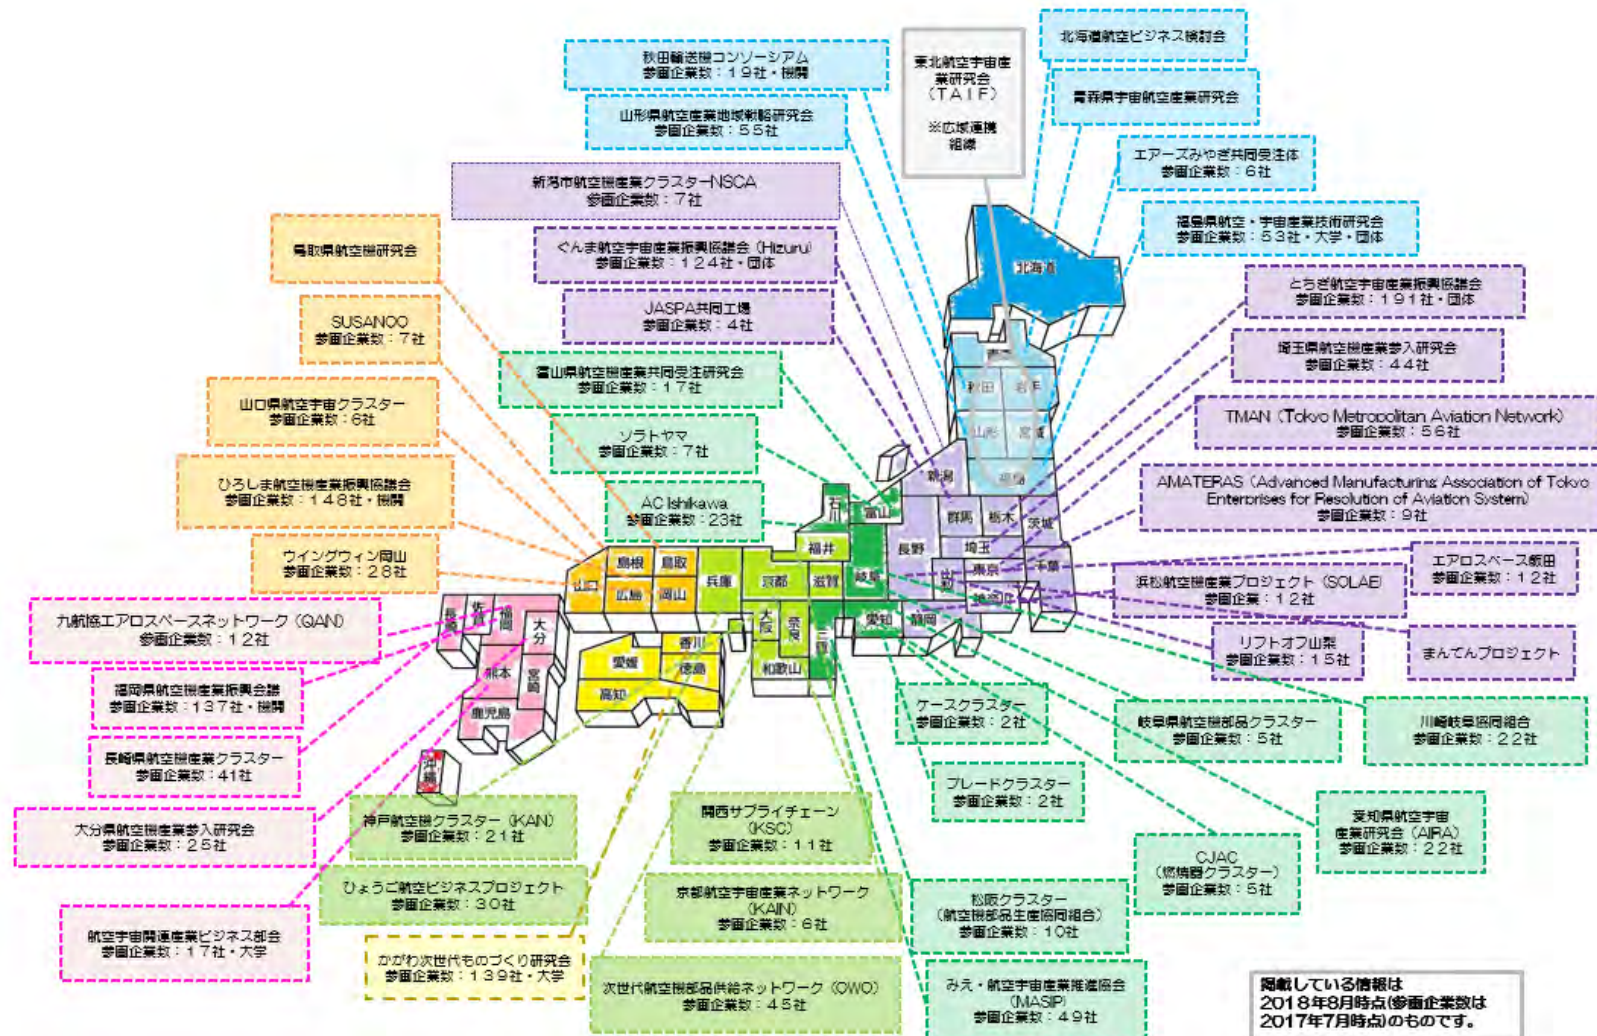 北海道航空ビジネス検討会
秋田輸送機コンソーシアム
参画企業数：19社・機関
東北航空宇宙産
業研究会
（TAIF）
※広域連携
組織
青森県宇宙航空産業研究会
山形県航空産業地域戦略研究会
参画企業数：55社
エアーズみやぎ共同受注体
参画企業数：6社
新潟市航空機産業クラスターNSCA
参画企業数：7社
福島県航空・宇宙産業技術研究会
参画企業数：53社・大学・団体
鳥取県航空機研究会
ぐんま航空宇宙産業振興協議会（Hizuru）
参画企業数：124社・団体
とちぎ航空宇宙産業振興協議会
参画企業数：191社・団体
SUSANOO
参画企業数：7社
JASPA共同工場
参画企業数：4社
埼玉県航空機産業参入研究会
参画企業数：44社
富山県航空機産業共同受注研究会
参画企業数：17社
山口県航空宇宙クラスター
参画企業数：6社
TMAN（Tokyo Metropolitan Aviation Network）
参画企業数：56社
ソラトヤマ
参画企業数：7社
ひろしま航空機産業振興協議会
参画企業数：148社・機関
AMATERAS（Advanced Manufacturing Association of Tokyo
Enterprises for Resolution of Aviation System）
参画企業数：9社
AC Ishikawa
参画企業数：23社
ウイングウィン岡山
参画企業数：28社
エアロスペース飯田
参画企業数：12社
浜松航空機産業プロジェクト（SOLAE）
参画企業数：12社
九航協エアロスペースネットワーク（QAN）
参画企業数：12社
リフトオフ山梨
参画企業数：15社
まんてんプロジェクト
福岡県航空機産業振興会議
参画企業数：137社・機関
ケースクラスター
参画企業数：2社
岐阜県航空機部品クラスター
参画企業数：5社
川崎岐阜協同組合
参画企業数：22社
長崎県航空機産業クラスター
参画企業数：41社
ブレードクラスター
参画企業数：2社
大分県航空機産業参入研究会
参画企業数：25社
神戸航空機クラスター（KAN）
参画企業数：21社
関西サプライチェーン
（KSC）
参画企業数：11社
愛知県航空宇宙
産業研究会（AIRA）
参画企業数：22社
CJAC
（燃焼器クラスター）
参画企業数：5社
ひょうご航空ビジネスプロジェクト
参画企業数：30社
京都航空宇宙産業ネットワーク
（KAIN）
参画企業数：6社
松阪クラスター
（航空機部品生産協同組合）
参画企業数：10社
航空宇宙関連産業ビジネス部会
参画企業数：17社・大学
かがわ次世代ものづくり研究会
参画企業数：139社・大学
次世代航空機部品供給ネットワーク（OWO）
参画企業数：45社
みえ・航空宇宙産業推進協会
（MASIP）
参画企業数：49社
掲載している情報は
2018年8月時点(参画企業数は
2017年7月時点)のものです。
北海道
秋田
岩手
山形
宮城
新潟
石川
富山
群馬
栃木
茨城
福井
長野
埼玉
東京
千葉
岐阜
島根
鳥取
兵庫
京都
滋賀
山口
広島
岡山
大阪
奈良
三重
愛知
静岡
和歌山
長崎
佐賀
福岡
大分
熊本
宮崎
鹿児島
沖縄
香川
愛媛
徳島
高知